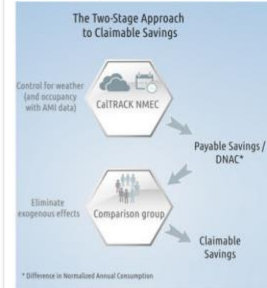 The Two-Stage Approach
to Claimable Savings
Control for weather
(and occupancy
with AMI data)
CalTRACK NMEC
Payable Savings /
DNAC*
Eliminate
exogenous effects
Comparison group
Claimable
Savings
* Difference in Normalized Annual Consumption